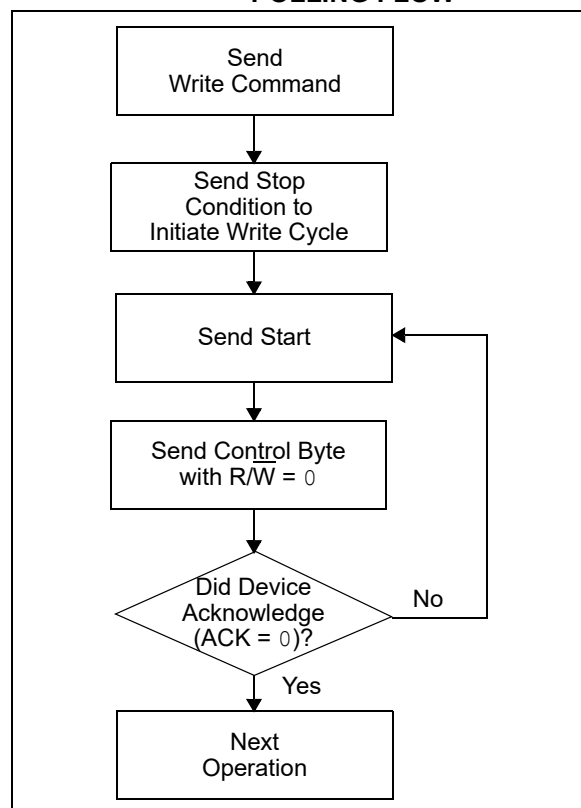 Send
Write Command
Send Stop
Condition to
Initiate Write Cycle
Send Start
Send Control Byte
with R/W̅ = 0
Did Device
Acknowledge
(ACK = 0)?
No
Yes
Next
Operation